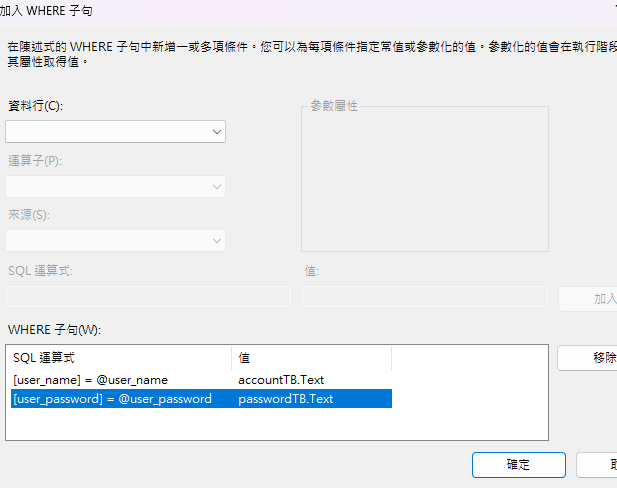 加入 WHERE 子句
在陳述式的 WHERE 子句中新增一或多項條件。您可以為每項條件指定常值或參數化的值。參數化的值會在執行階段
其屬性取得值。
資料行(C):
參數屬性
運算子(P):
來源(S):
SQL 運算式:
值:
加入
WHERE 子句(W):
SQL 運算式
值
移除
[user_name] = @user_name
accountTB.Text
[user_password] = @user_password
passwordTB.Text
確定